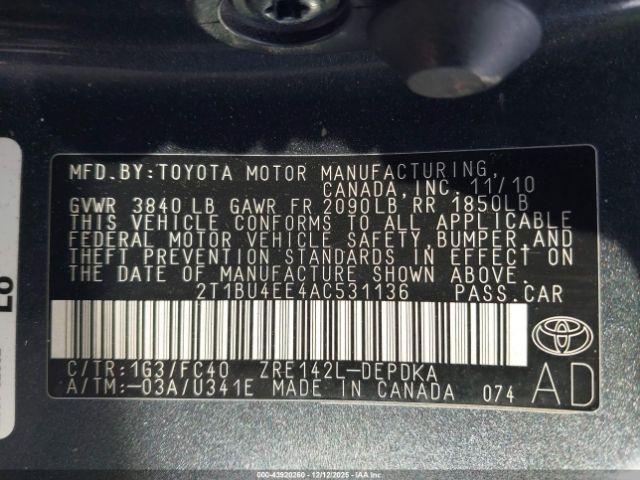 MFD. BY: TOYOTA MOTOR MANUFACTURING,
CANADA, INC. 11/10
GVWR 3840 LB GAWR FR 2090LB RR 1850LB
THIS VEHICLE CONFORMS TO ALL APPLICABLE
FEDERAL MOTOR VEHICLE SAFETY, BUMPER, AND
THEFT PREVENTION STANDARDS IN EFFECT ON
THE DATE OF MANUFACTURE SHOWN ABOVE.
2T1BU4EE4AC531136 PASS. CAR
C/TR: 1G3/FC40 ZRE142L-DEPDKA
A/TM: -03A/U341E MADE IN CANADA 074
AD
000-43920260 - 12/12/2025 - IAAI.COM